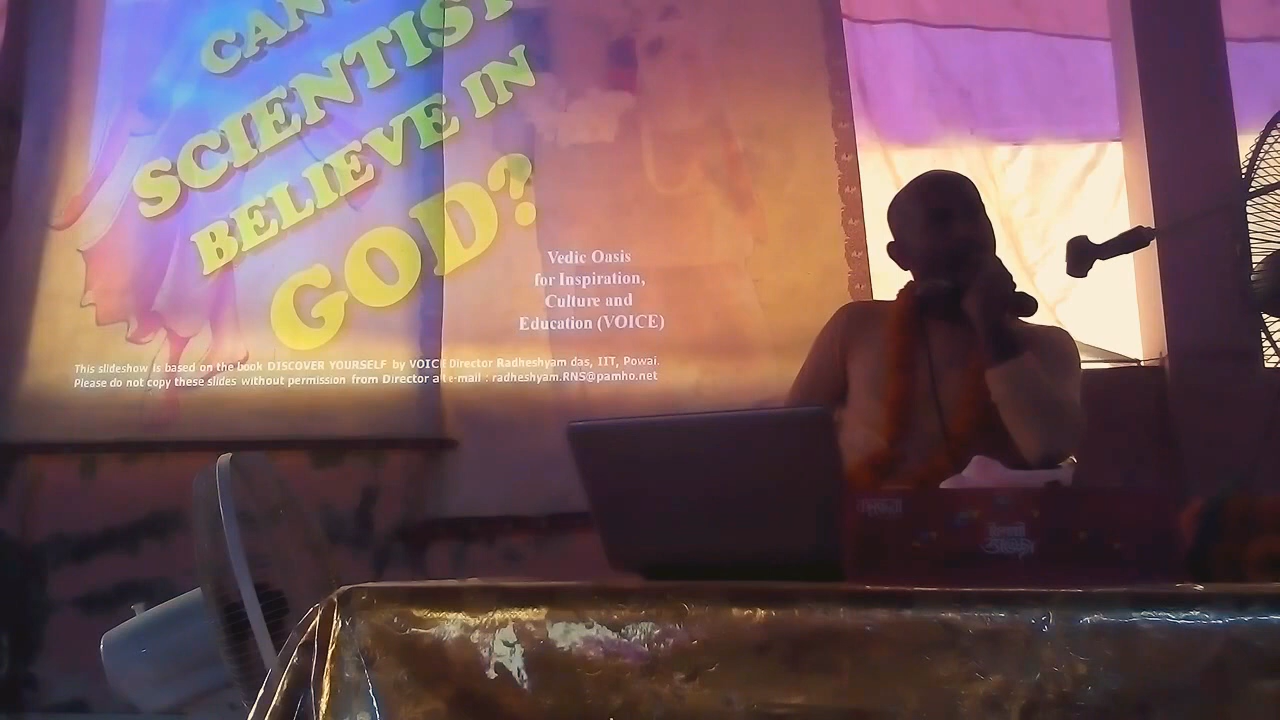 CAN
SCIENTIST
BELIEVE IN
GOD?
Vedic Oasis
for Inspiration,
Culture and
Education (VOICE)
This slideshow is based on the book DISCOVER YOURSELF by VOICE Director Radheshyam das, IIT, Powai.
Please do not copy these slides without permission from Director a e-mail : radheshyam.RNS@pamho.net